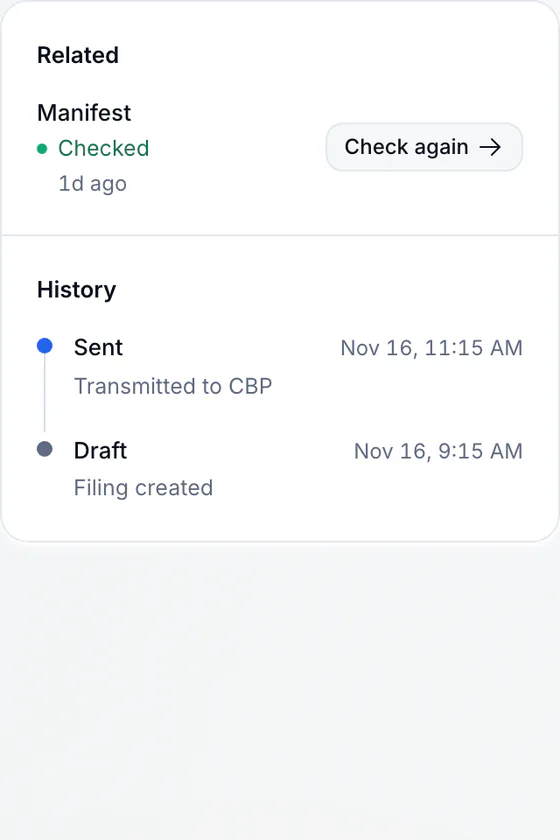 Related
Manifest
Checked
1d ago
Check again →
History
Sent Nov 16, 11:15 AM
Transmitted to CBP
Draft Nov 16, 9:15 AM
Filing created